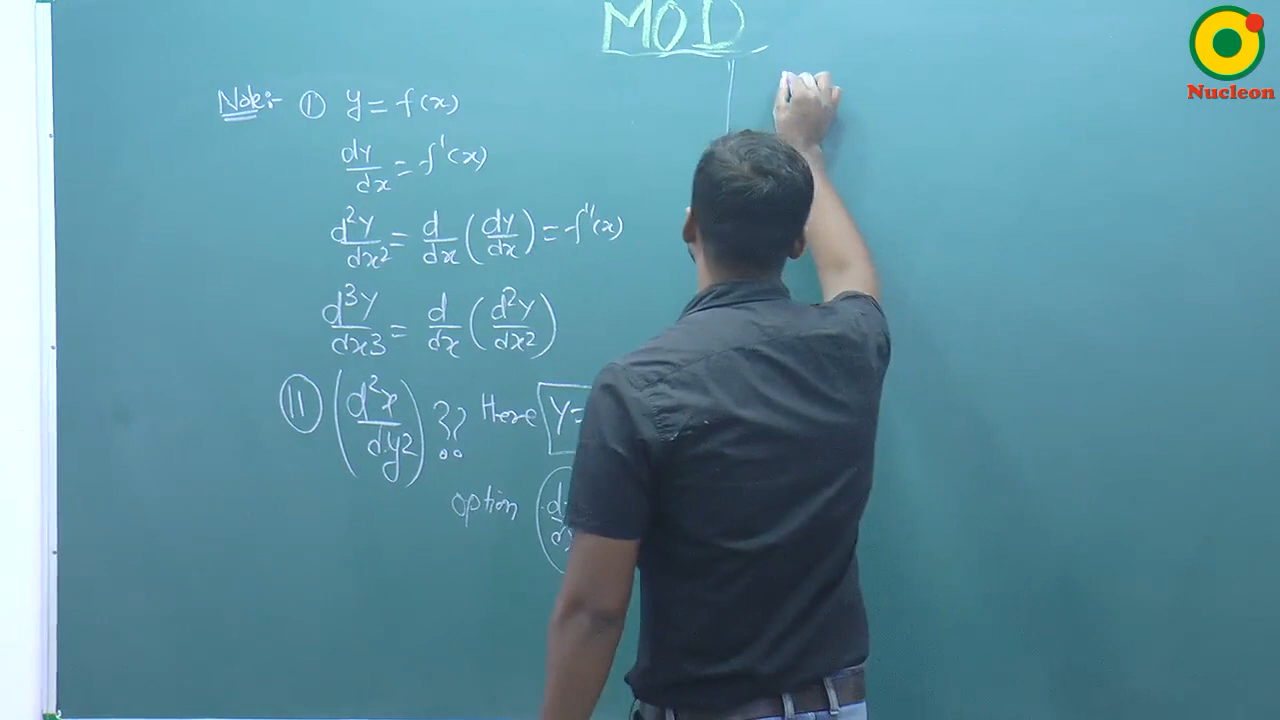 MOD
Nucleon
Note:- ① y = f(x)
dy/dx = f'(x)
d²y/dx² = d/dx (dy/dx) = f''(x)
d³y/dx³ = d/dx (d²y/dx²)
⑪ (d²x/dy²) ?? Here y=
option